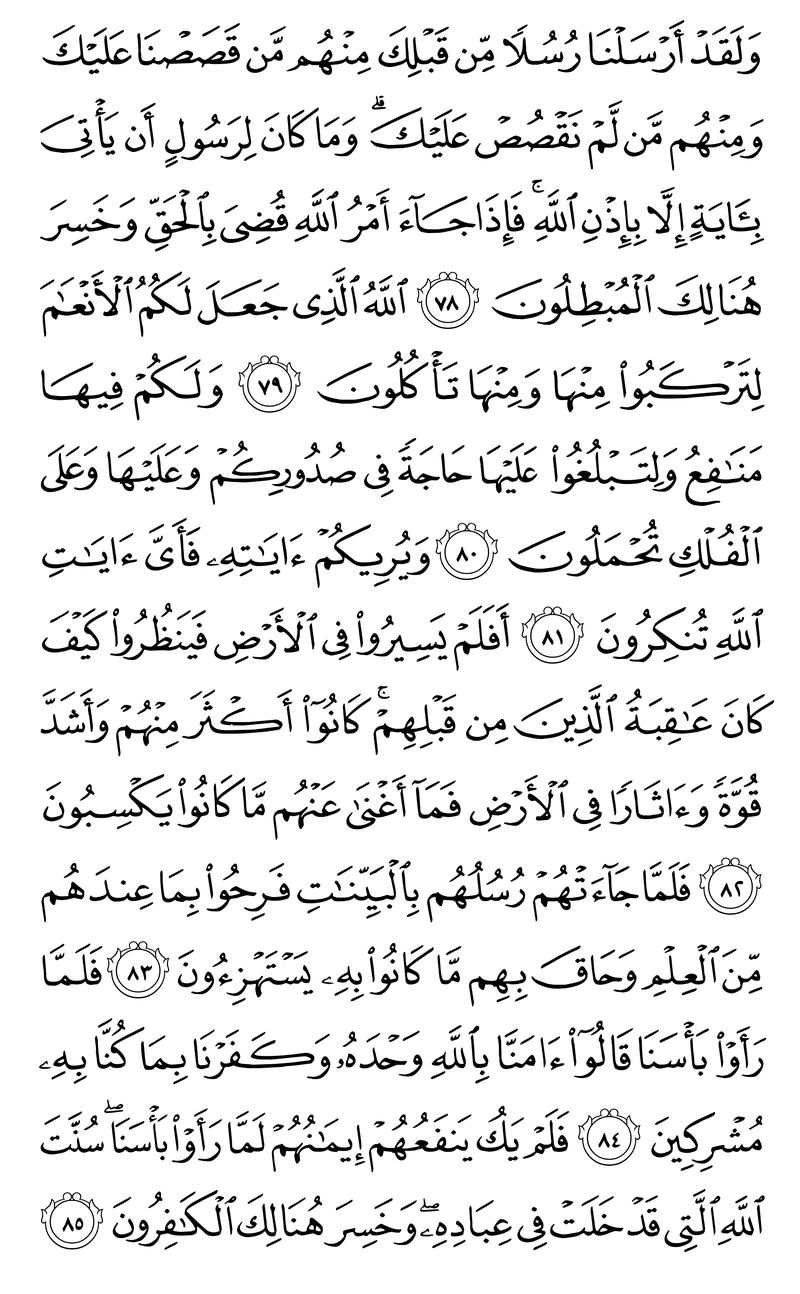 وَلَقَدۡ أَرۡسَلۡنَا رُسُلٗا مِّن قَبۡلِكَ مِنۡهُم مَّن قَصَصۡنَا عَلَيۡكَ
وَمِنۡهُم مَّن لَّمۡ نَقۡصُصۡ عَلَيۡكَۗ وَمَا كَانَ لِرَسُولٍ أَن يَأۡتِيَ
بِـَٔايَةٍ إِلَّا بِإِذۡنِ ٱللَّهِۚ فَإِذَا جَآءَ أَمۡرُ ٱللَّهِ قُضِيَ بِٱلۡحَقِّ وَخَسِرَ
هُنَالِكَ ٱلۡمُبۡطِلُونَ ٧٨ ٱللَّهُ ٱلَّذِي جَعَلَ لَكُمُ ٱلۡأَنۡعَٰمَ
لِتَرۡكَبُواْ مِنۡهَا وَمِنۡهَا تَأۡكُلُونَ ٧٩ وَلَكُمۡ فِيهَا
مَنَٰفِعُ وَلِتَبۡلُغُواْ عَلَيۡهَا حَاجَةٗ فِي صُدُورِكُمۡ وَعَلَيۡهَا وَعَلَى
ٱلۡفُلۡكِ تُحۡمَلُونَ ٨٠ وَيُرِيكُمۡ ءَايَٰتِهِۦ فَأَيَّ ءَايَٰتِ
ٱللَّهِ تُنكِرُونَ ٨١ أَفَلَمۡ يَسِيرُواْ فِي ٱلۡأَرۡضِ فَيَنظُرُواْ كَيۡفَ
كَانَ عَٰقِبَةُ ٱلَّذِينَ مِن قَبۡلِهِمۡۚ كَانُوٓاْ أَكۡثَرَ مِنۡهُمۡ وَأَشَدَّ
قُوَّةٗ وَءَاثَارٗا فِي ٱلۡأَرۡضِ فَمَآ أَغۡنَىٰ عَنۡهُم مَّا كَانُواْ يَكۡسِبُونَ
٨٢ فَلَمَّا جَآءَتۡهُمۡ رُسُلُهُم بِٱلۡبَيِّنَٰتِ فَرِحُواْ بِمَا عِندَهُم
مِّنَ ٱلۡعِلۡمِ وَحَاقَ بِهِم مَّا كَانُواْ بِهِۦ يَسۡتَهۡزِءُونَ ٨٣ فَلَمَّا
رَأَوۡاْ بَأۡسَنَا قَالُوٓاْ ءَامَنَّا بِٱللَّهِ وَحۡدَهُۥ وَكَفَرۡنَا بِمَا كُنَّا بِهِۦ
مُشۡرِكِينَ ٨٤ فَلَمۡ يَكُ يَنفَعُهُمۡ إِيمَٰنُهُمۡ لَمَّا رَأَوۡاْ بَأۡسَنَاۖ سُنَّتَ
ٱللَّهِ ٱلَّتِي قَدۡ خَلَتۡ فِي عِبَادِهِۦۖ وَخَسِرَ هُنَالِكَ ٱلۡكَٰفِرُونَ ٨٥